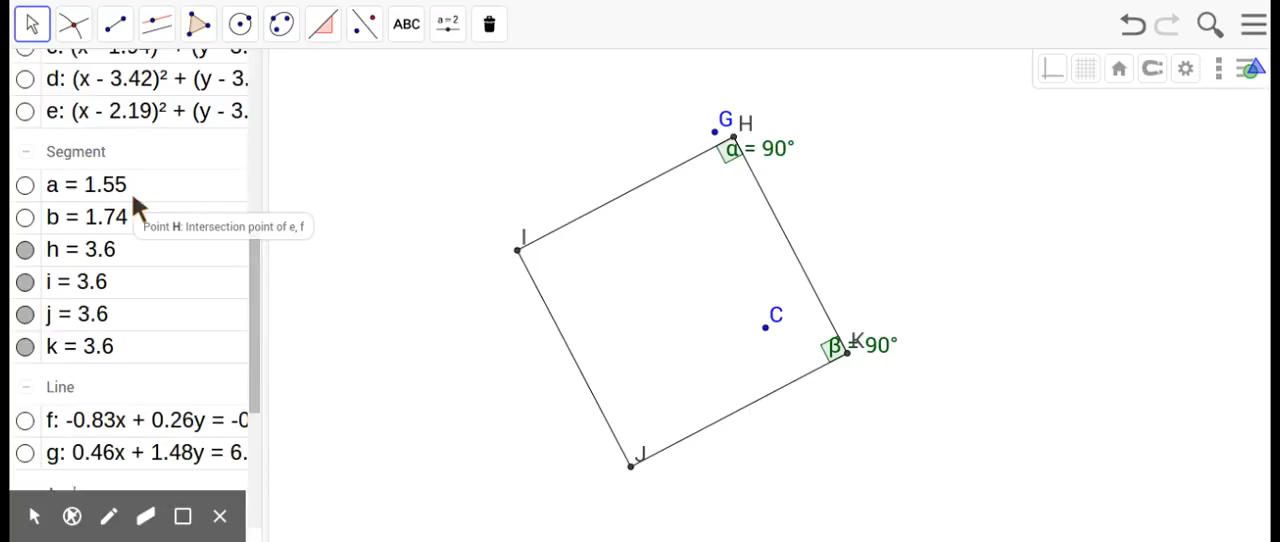 ABC
a=2
d: (x - 3.42)² + (y - 3.
e: (x - 2.19)² + (y - 3.
Segment
a = 1.55
b = 1.74
Point H: Intersection point of e, f
h = 3.6
i = 3.6
j = 3.6
k = 3.6
Line
f: -0.83x + 0.26y = -0
g: 0.46x + 1.48y = 6.
G
H
α = 90°
I
C
K
β = 90°
J